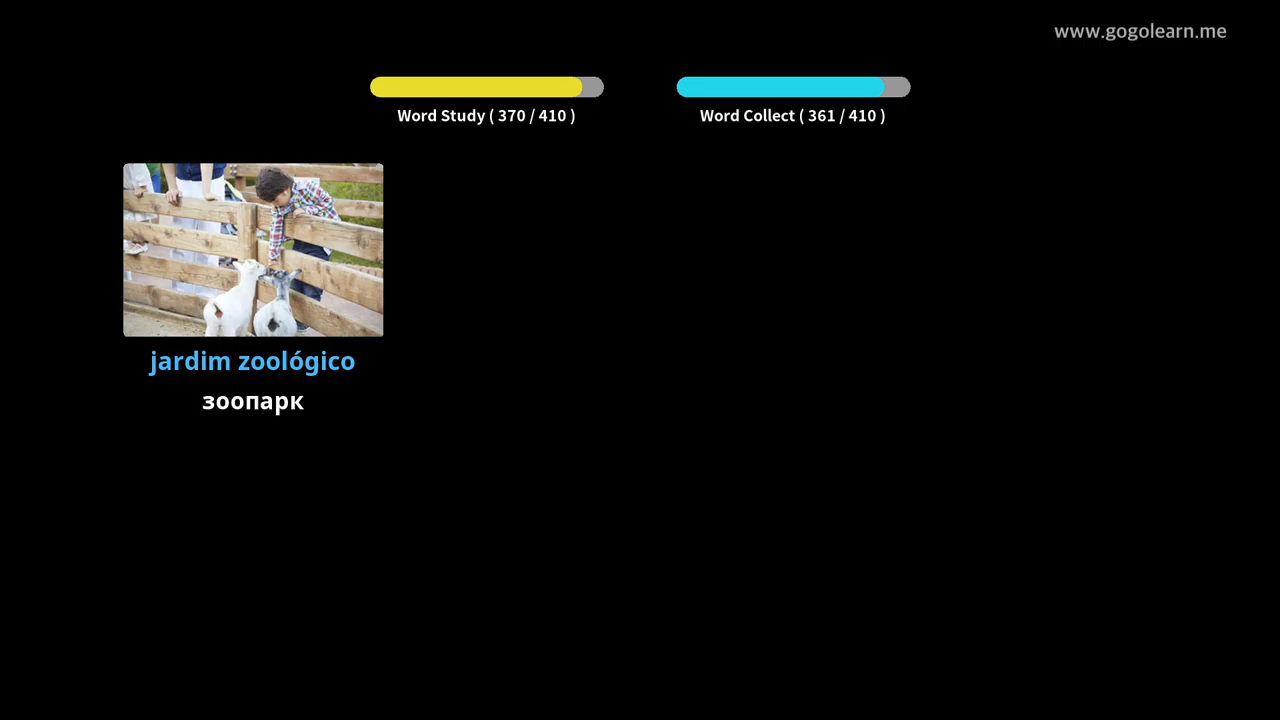 www.gogolearn.me
Word Study ( 370 / 410 )
Word Collect ( 361 / 410 )
jardim zoológico
зоопарк